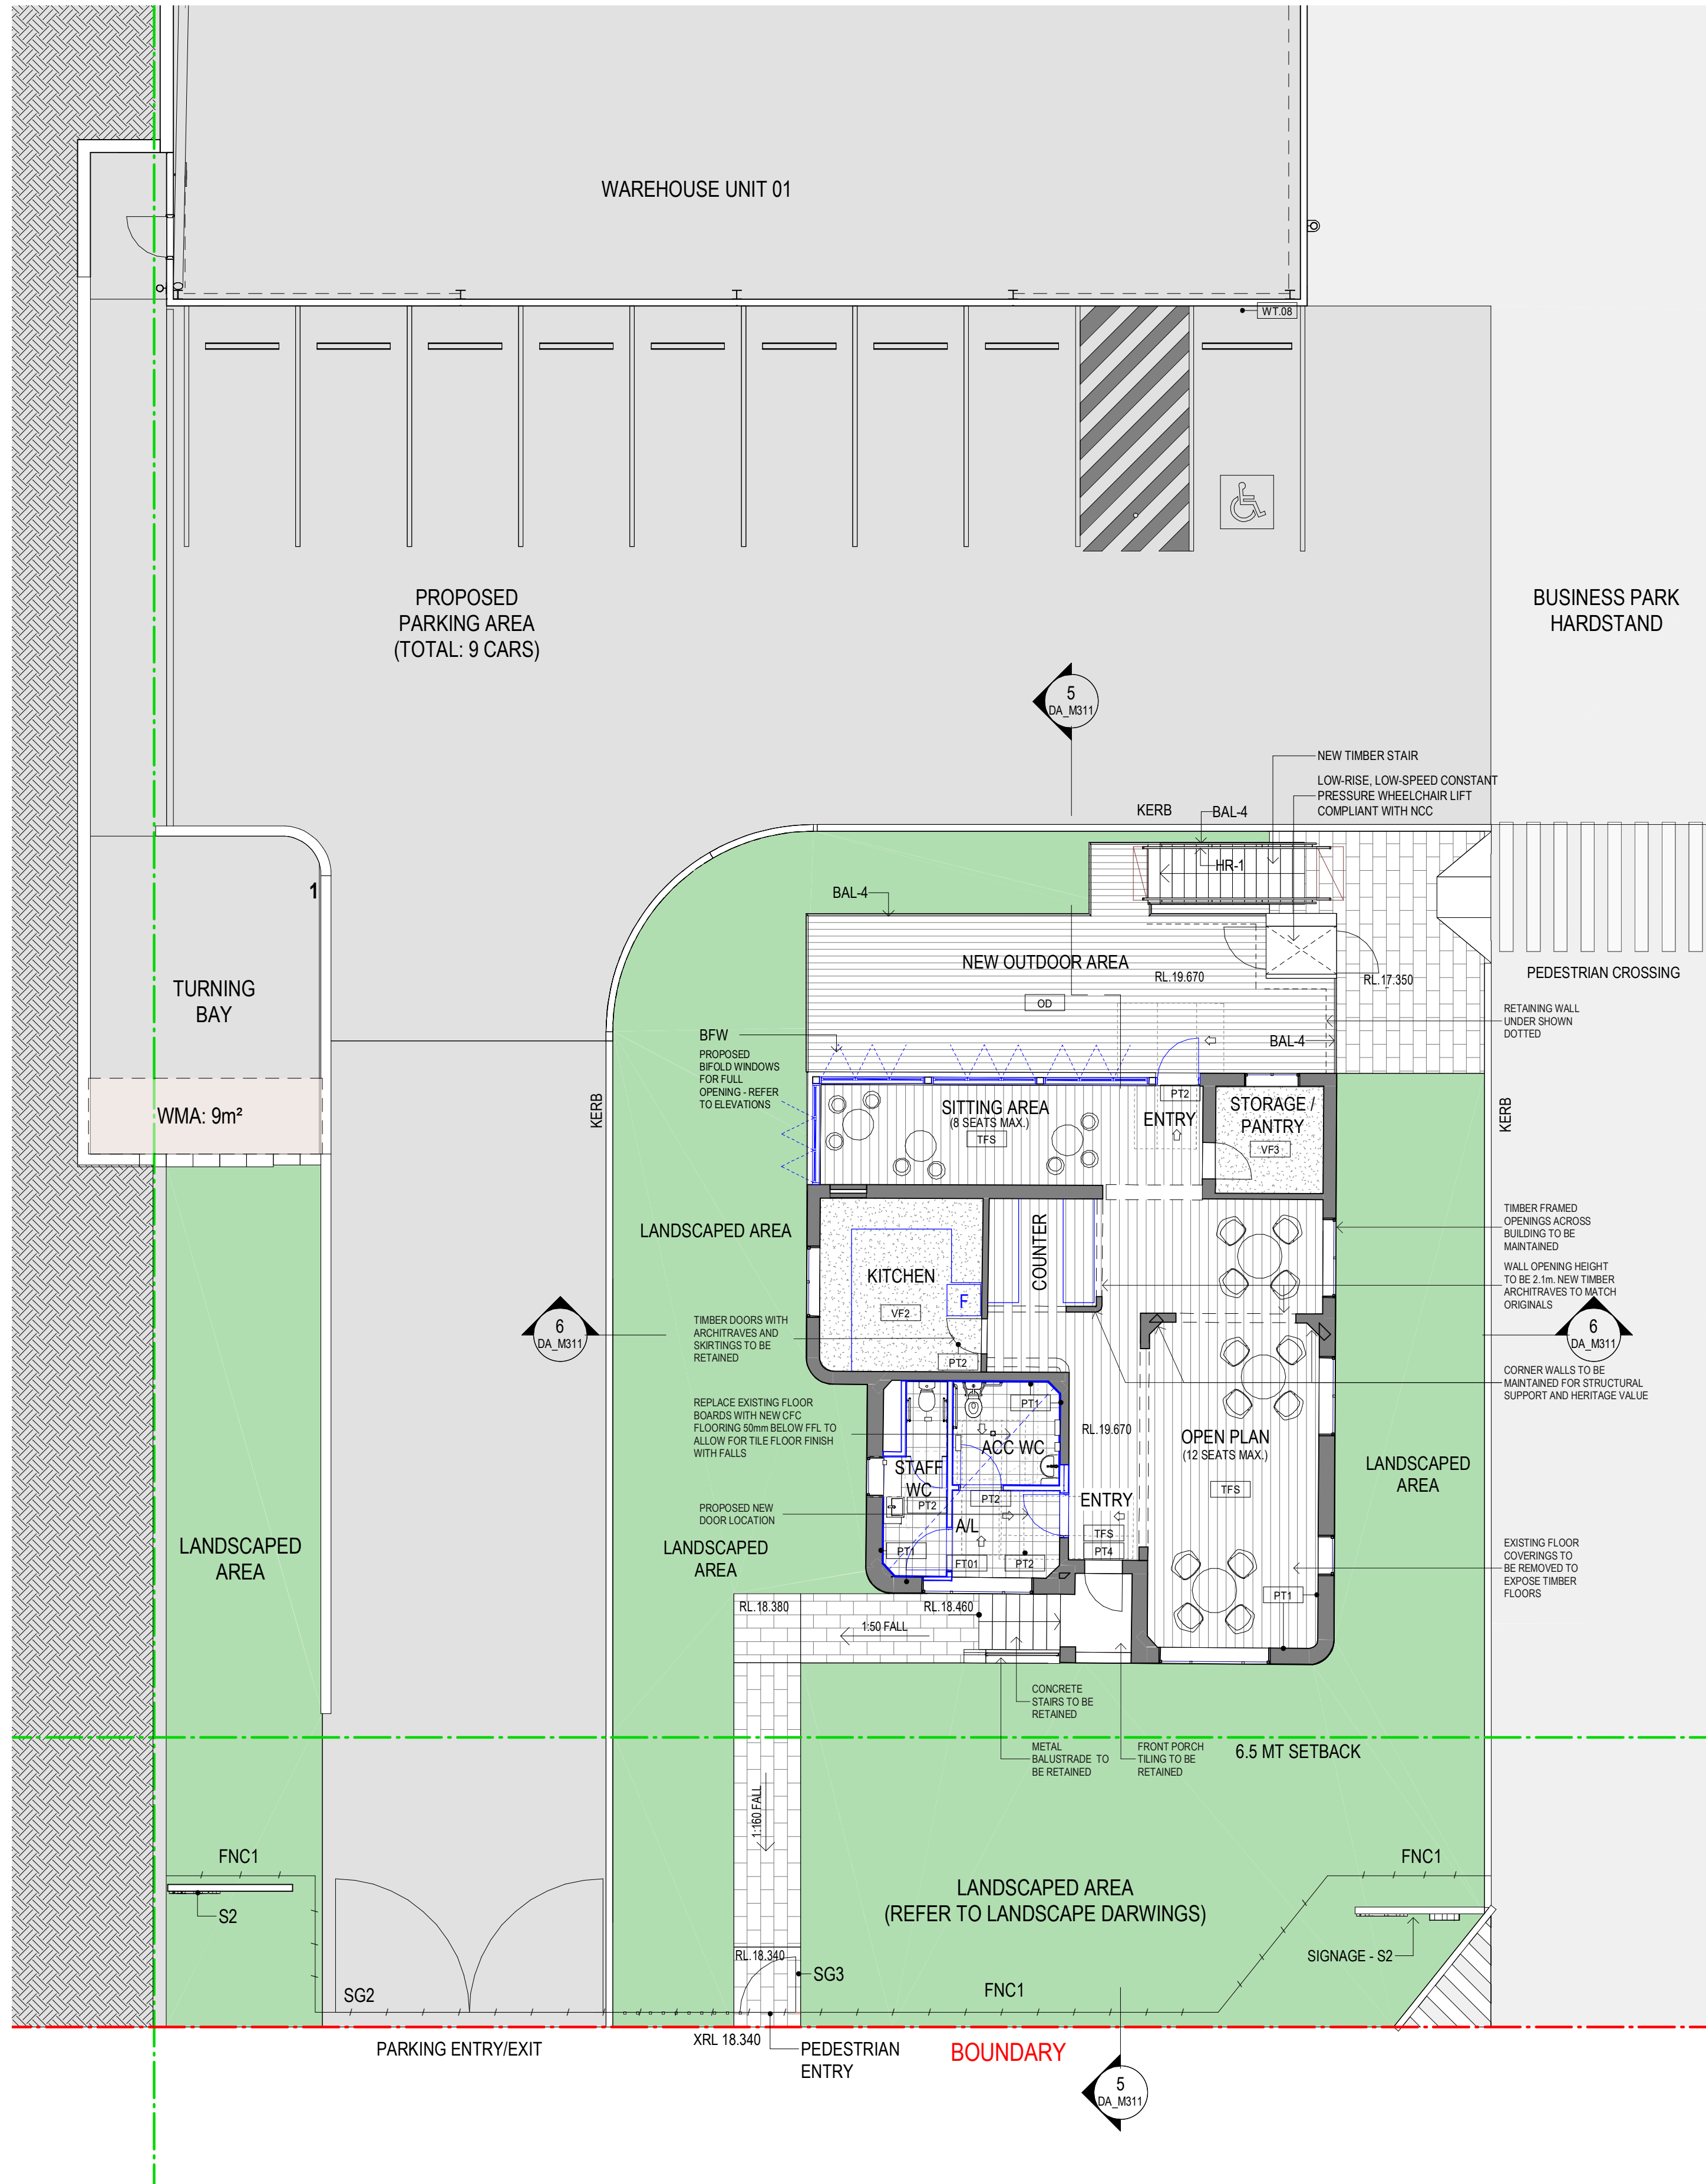 WAREHOUSE UNIT 01
WT.08
PROPOSED
PARKING AREA
(TOTAL: 9 CARS)
BUSINESS PARK
HARDSTAND
5
DA_M311
NEW TIMBER STAIR
LOW-RISE, LOW-SPEED CONSTANT
PRESSURE WHEELCHAIR LIFT
COMPLIANT WITH NCC
KERB
BAL-4
HR-1
1
BAL-4
NEW OUTDOOR AREA
RL.19.670
RL.17.350
PEDESTRIAN CROSSING
TURNING
BAY
OD
RETAINING WALL
UNDER SHOWN
DOTTED
BFW
BAL-4
PROPOSED
BIFOLD WINDOWS
FOR FULL
OPENING - REFER
TO ELEVATIONS
PT2
WMA: 9m²
KERB
SITTING AREA
(8 SEATS MAX.)
TFS
ENTRY
STORAGE /
PANTRY
VF3
KERB
LANDSCAPED AREA
COUNTER
TIMBER FRAMED
OPENINGS ACROSS
BUILDING TO BE
MAINTAINED
KITCHEN
VF2
F
WALL OPENING HEIGHT
TO BE 2.1m. NEW TIMBER
ARCHITRAVES TO MATCH
ORIGINALS
6
DA_M311
TIMBER DOORS WITH
ARCHITRAVES AND
SKIRTINGS TO BE
RETAINED
PT2
6
DA_M311
CORNER WALLS TO BE
MAINTAINED FOR STRUCTURAL
SUPPORT AND HERITAGE VALUE
REPLACE EXISTING FLOOR
BOARDS WITH NEW CFC
FLOORING 50mm BELOW FFL TO
ALLOW FOR TILE FLOOR FINISH
WITH FALLS
PT1
RL.19.670
ACC WC
OPEN PLAN
(12 SEATS MAX.)
TFS
LANDSCAPED
AREA
STAFF
WC
PT2
PT2
ENTRY
PROPOSED NEW
DOOR LOCATION
A/L
TFS
PT4
LANDSCAPED
AREA
LANDSCAPED
AREA
PT1
FT01
PT2
EXISTING FLOOR
COVERINGS TO
BE REMOVED TO
EXPOSE TIMBER
FLOORS
PT1
RL.18.380
RL.18.460
1:50 FALL
CONCRETE
STAIRS TO BE
RETAINED
METAL
BALUSTRADE TO
BE RETAINED
FRONT PORCH
TILING TO BE
RETAINED
6.5 MT SETBACK
1:160 FALL
FNC1
FNC1
S2
LANDSCAPED AREA
(REFER TO LANDSCAPE DARWINGS)
RL.18.340
SIGNAGE - S2
SG3
SG2
FNC1
PARKING ENTRY/EXIT
XRL 18.340
PEDESTRIAN
ENTRY
BOUNDARY
5
DA_M311